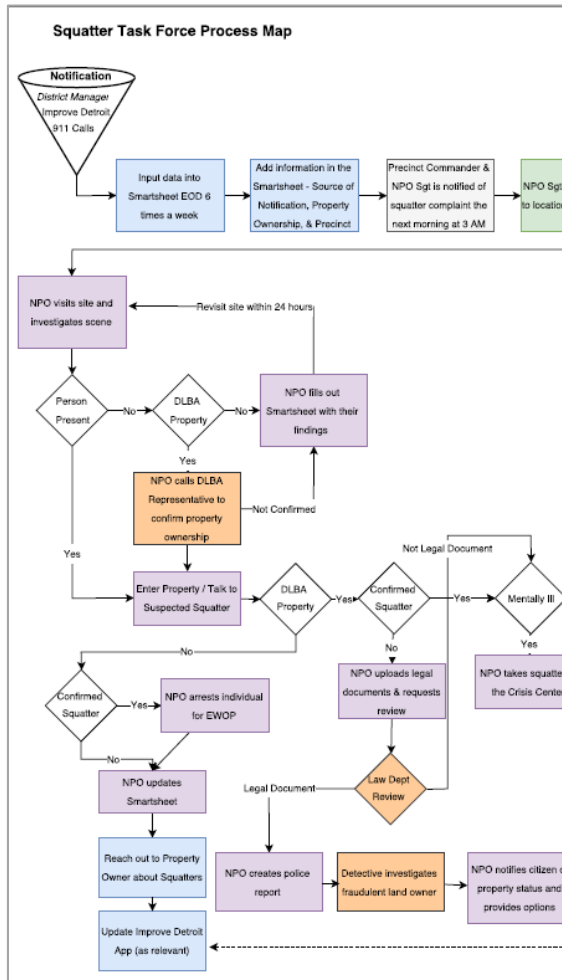 Squatter Task Force Process Map
Notification
District Manager
Improve Detroit
911 Calls
Input data into
Smartsheet EOD 6
times a week
Add information in the
Smartsheet - Source of
Notification, Property
Ownership, & Precinct
Precinct Commander &
NPO Sgt is notified of
squatter complaint the
next morning at 3 AM
NPO Sgt
to location
NPO visits site and
investigates scene
Revisit site within 24 hours
Person
Present
No
DLBA
Property
No
NPO fills out
Smartsheet with their
findings
Yes
NPO calls DLBA
Representative to
confirm property
ownership
Not Confirmed
Yes
Not Legal Document
Enter Property / Talk to
Suspected Squatter
DLBA
Property
Yes
Confirmed
Squatter
Yes
Mentally Ill
No
No
Yes
NPO uploads legal
documents & requests
review
NPO takes squatte
the Crisis Center
Confirmed
Squatter
Yes
NPO arrests individual
for EWOP
No
NPO updates
Smartsheet
Law Dept
Review
Legal Document
Reach out to Property
Owner about Squatters
NPO creates police
report
Detective investigates
fraudulent land owner
NPO notifies citizen
property status and
provides options
Update Improve Detroit
App (as relevant)